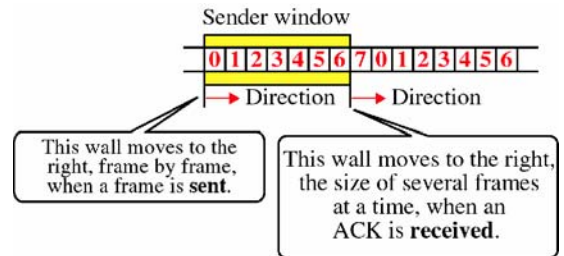 Sender window
0 1 2 3 4 5 6 7 0 1 2 3 4 5 6
Direction Direction
This wall moves to the
right, frame by frame,
when a frame is sent.
This wall moves to the right,
the size of several frames
at a time, when an
ACK is received.